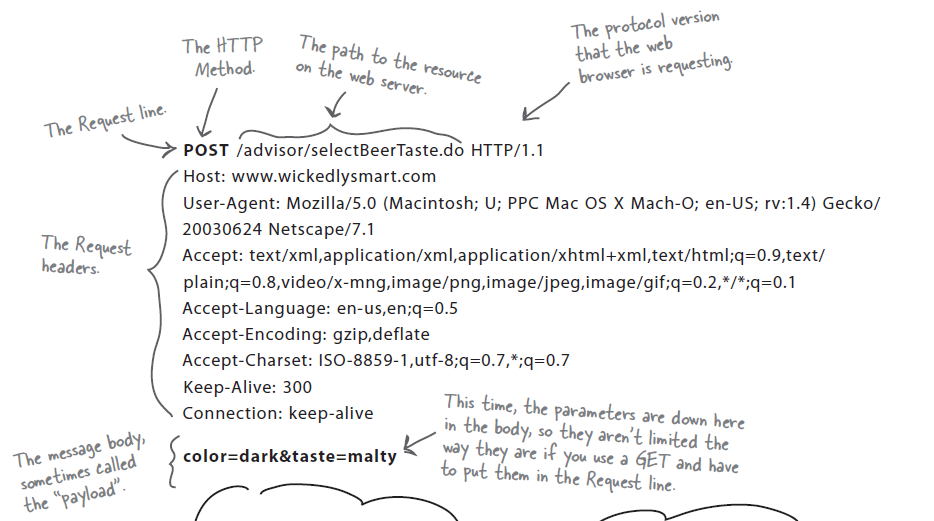 The HTTP
Method.
The path to the resource
on the web server.
The protocol version
that the web
browser is requesting.
The Request line.
POST /advisor/selectBeerTaste.do HTTP/1.1
Host: www.wickedlysmart.com
User-Agent: Mozilla/5.0 (Macintosh; U; PPC Mac OS X Mach-O; en-US; rv:1.4) Gecko/
20030624 Netscape/7.1
Accept: text/xml,application/xml,application/xhtml+xml,text/html;q=0.9,text/
plain;q=0.8,video/x-mng,image/png,image/jpeg,image/gif;q=0.2,*/*;q=0.1
Accept-Language: en-us,en;q=0.5
Accept-Encoding: gzip,deflate
Accept-Charset: ISO-8859-1,utf-8;q=0.7,*;q=0.7
Keep-Alive: 300
Connection: keep-alive
The Request
headers.
The message body,
sometimes called
the “payload”.
color=dark&taste=malty
This time, the parameters are down here
in the body, so they aren’t limited the
way they are if you use a GET and have
to put them in the Request line.